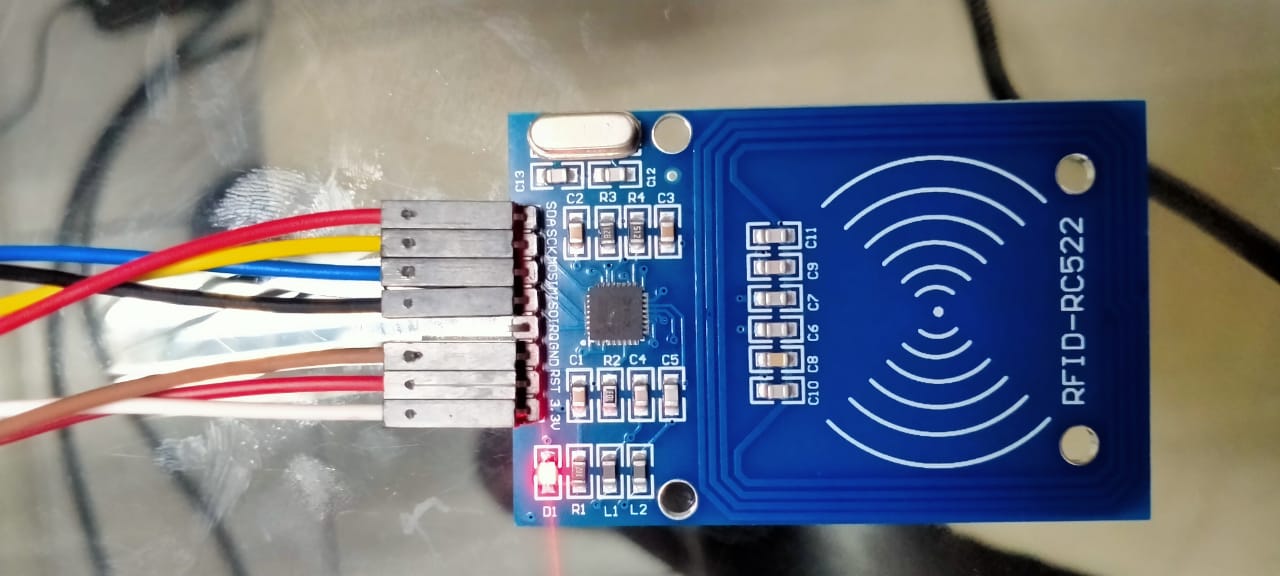 C13
C12
C2 R3 R4 C3
SDA SCK MOSI MISO IRQ GND RST 3.3V
C1 R2 C4 C5
D1 R1 L1 L2
C11
C9
C7
C6
C8
C10
RFID-RC522